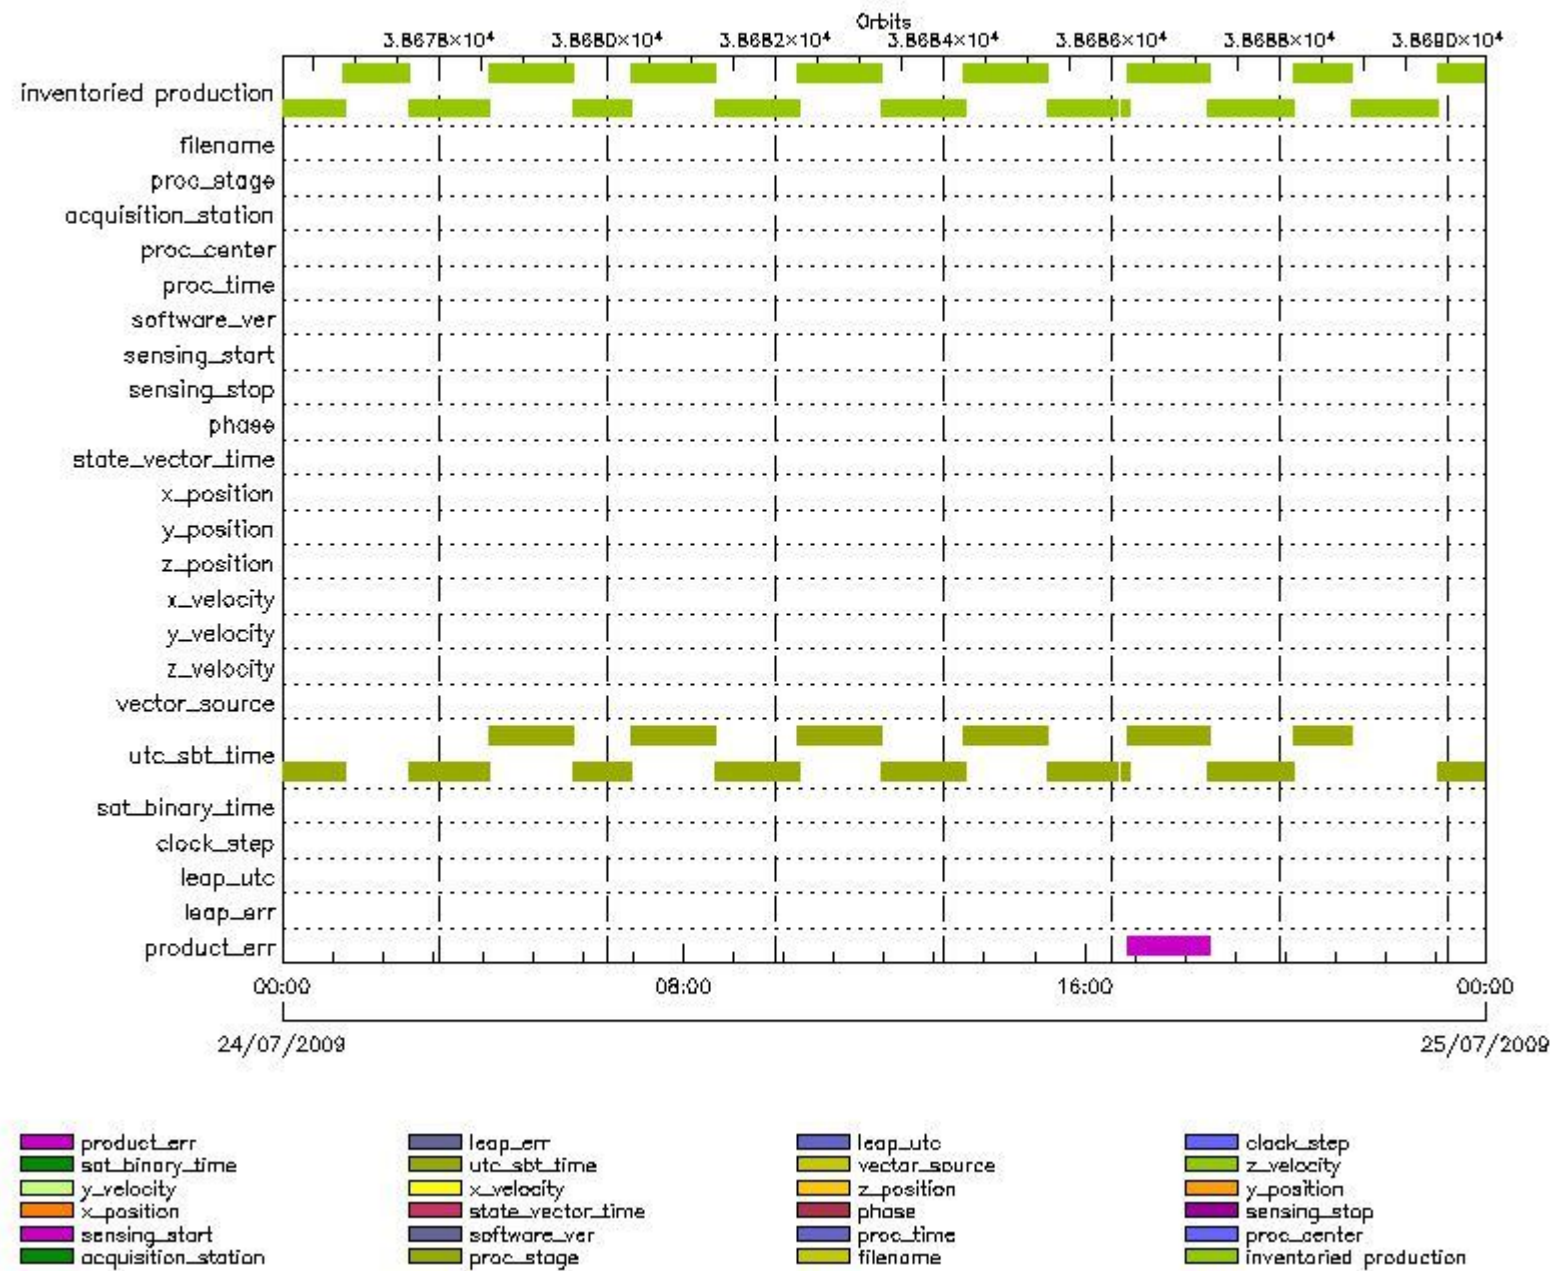 Orbits
3.8678×10⁴ 3.8680×10⁴ 3.8682×10⁴ 3.8684×10⁴ 3.8686×10⁴ 3.8688×10⁴ 3.8690×10⁴
inventoried production
filename
proc_stage
acquisition_station
proc_center
proc_time
software_ver
sensing_start
sensing_stop
phase
state_vector_time
x_position
y_position
z_position
x_velocity
y_velocity
z_velocity
vector_source
utc_sbt_time
sat_binary_time
clock_step
leap_utc
leap_err
product_err
00:00 08:00 16:00 00:00
24/07/2009 25/07/2009
product_err leap_err leap_utc clock_step
sat_binary_time utc_sbt_time vector_source z_velocity
y_velocity x_velocity z_position y_position
x_position state_vector_time phase sensing_stop
sensing_start software_ver proc_time proc_center
acquisition_station proc_stage filename inventoried production